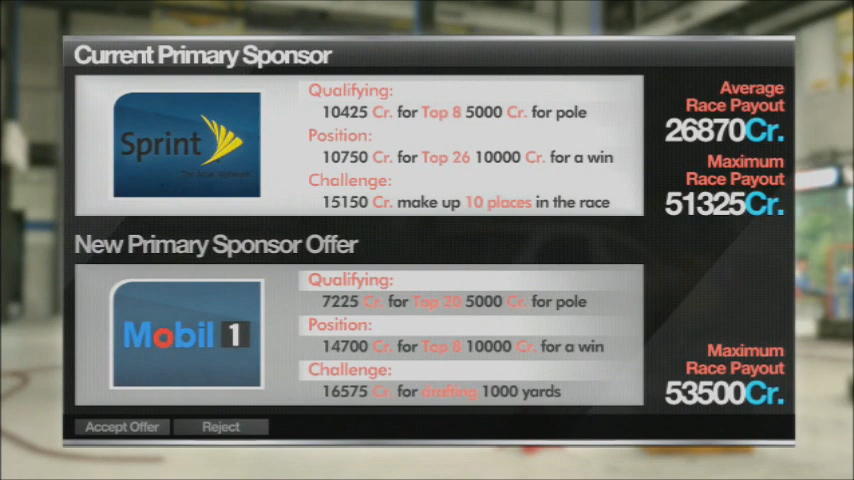 Current Primary Sponsor
Qualifying:
10425 Cr. for Top 8 5000 Cr. for pole
Position:
10750 Cr. for Top 26 10000 Cr. for a win
Challenge:
15150 Cr. make up 10 places in the race
Sprint
Average
Race Payout
26870Cr.
Maximum
Race Payout
51325Cr.
New Primary Sponsor Offer
Qualifying:
7225 Cr. for Top 20 5000 Cr. for pole
Position:
14700 Cr. for Top 8 10000 Cr. for a win
Challenge:
16575 Cr. for drafting 1000 yards
Mobil 1
Maximum
Race Payout
53500Cr.
Accept Offer
Reject